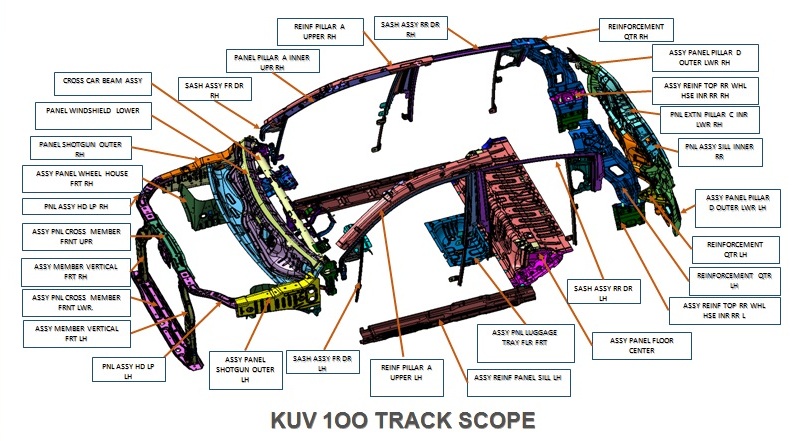 REINF PILLAR A
UPPER RH
SASH ASSY RR DR
RH
REINFORCEMENT
QTR RH
PANEL PILLAR A INNER
UPR RH
ASSY PANEL PILLAR D
OUTER LWR RH
CROSS CAR BEAM ASSY
SASH ASSY FR DR
RH
ASSY REINF TOP RR WHL
HSE INR RR RH
PANEL WINDSHIELD LOWER
PNL EXTN PILLAR C INR
LWR RH
PANEL SHOTGUN OUTER
RH
PNL ASSY SILL INNER
RR
ASSY PANEL WHEEL HOUSE
FRT RH
PNL ASSY HD LP RH
ASSY PANEL PILLAR
D OUTER LWR LH
ASSY PNL CROSS MEMBER
FRNT UPR
REINFORCEMENT
QTR LH
ASSY MEMBER VERTICAL
FRT RH
REINFORCEMENT QTR
LH
SASH ASSY RR DR
LH
ASSY PNL CROSS MEMBER
FRNT LWR.
ASSY REINF TOP RR WHL
HSE INR RR L
ASSY MEMBER VERTICAL
FRT LH
ASSY PNL LUGGAGE
TRAY FLR FRT
ASSY PANEL FLOOR
CENTER
PNL ASSY HD LP
LH
ASSY PANEL
SHOTGUN OUTER
LH
SASH ASSY FR DR
LH
REINF PILLAR A
UPPER LH
ASSY REINF PANEL SILL LH
KUV 1OO TRACK SCOPE